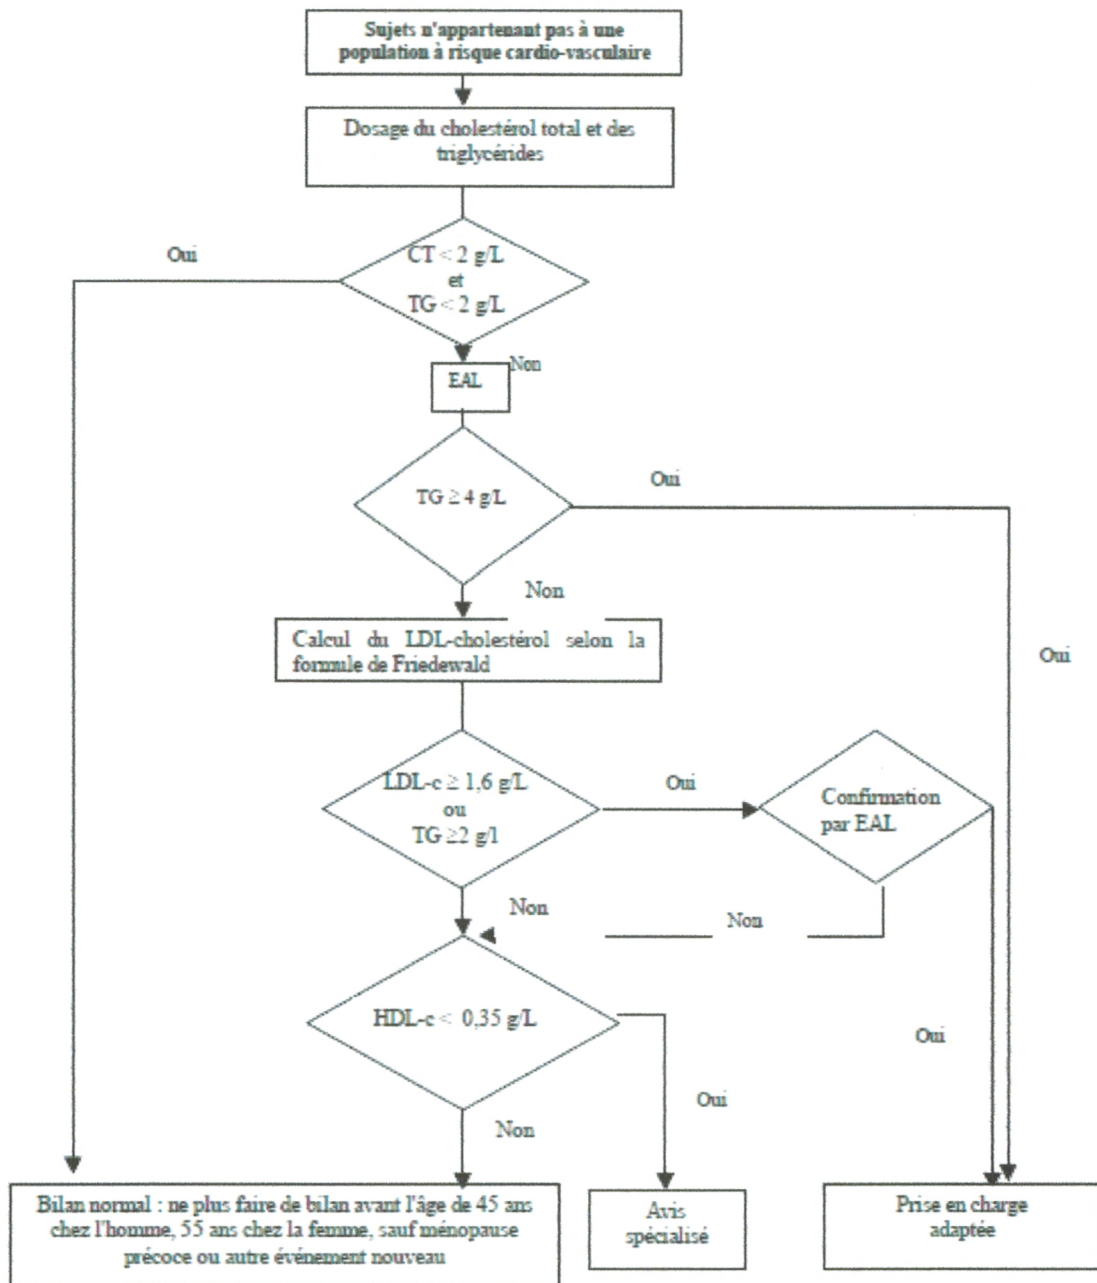 Sujets n'appartenant pas à une
population à risque cardio-vasculaire
Dosage du cholestérol total et des
triglycérides
Oui
CT < 2 g/L
et
TG < 2 g/L
Non
EAL
TG ≥ 4 g/L
Oui
Non
Calcul du LDL-cholestérol selon la
formule de Friedewald
Oui
LDL-c ≥ 1,6 g/L
ou
TG ≥2 g/l
Oui
Confirmation
par EAL
Non
Non
HDL-c < 0,35 g/L
Oui
Oui
Non
Bilan normal : ne plus faire de bilan avant l'âge de 45 ans
chez l'homme, 55 ans chez la femme, sauf ménopause
précoce ou autre événement nouveau
Avis
spécialisé
Prise en charge
adaptée